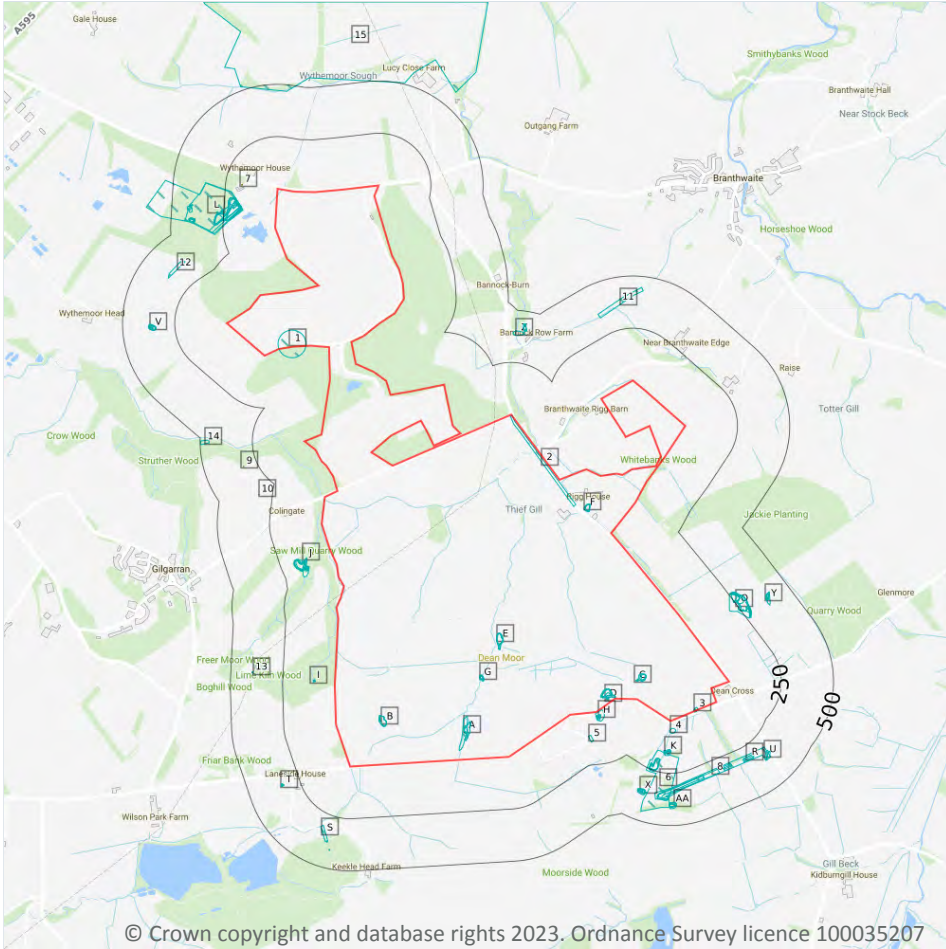 Gale House
A595
15
Lucy Close Farm
Wythemoor Sough
Smithybanks Wood
Branthwaite Hall
Near Stock Beck
Outgang Farm
Wythemoor House
7
Branthwaite
L
Horseshoe Wood
12
Bannock-Burn
11
Wythemoor Head
V
Z
Bannock Row Farm
1
Near Branthwaite Edge
Raise
Branthwaite Rigg Barn
Totter Gill
Crow Wood
14
Struther Wood
9
2
Whitebanks Wood
10
Rigg House
F
Colingate
Thief Gill
Jackie Planting
Saw Mill Quarry Wood
J
Gilgarran
Y
Glenmore
Quarry Wood
E
Dean Moor
Freer Moor Wood
13
Lime Kiln Wood
I
G
Boghill Wood
250
Dean Cross
3
500
B
A
H
4
5
K
Friar Bank Wood
R
U
8
Laneside House
T
6
X
AA
Wilson Park Farm
S
Keekle Head Farm
Moorside Wood
Gill Beck
Kidburngill House
© Crown copyright and database rights 2023. Ordnance Survey licence 100035207